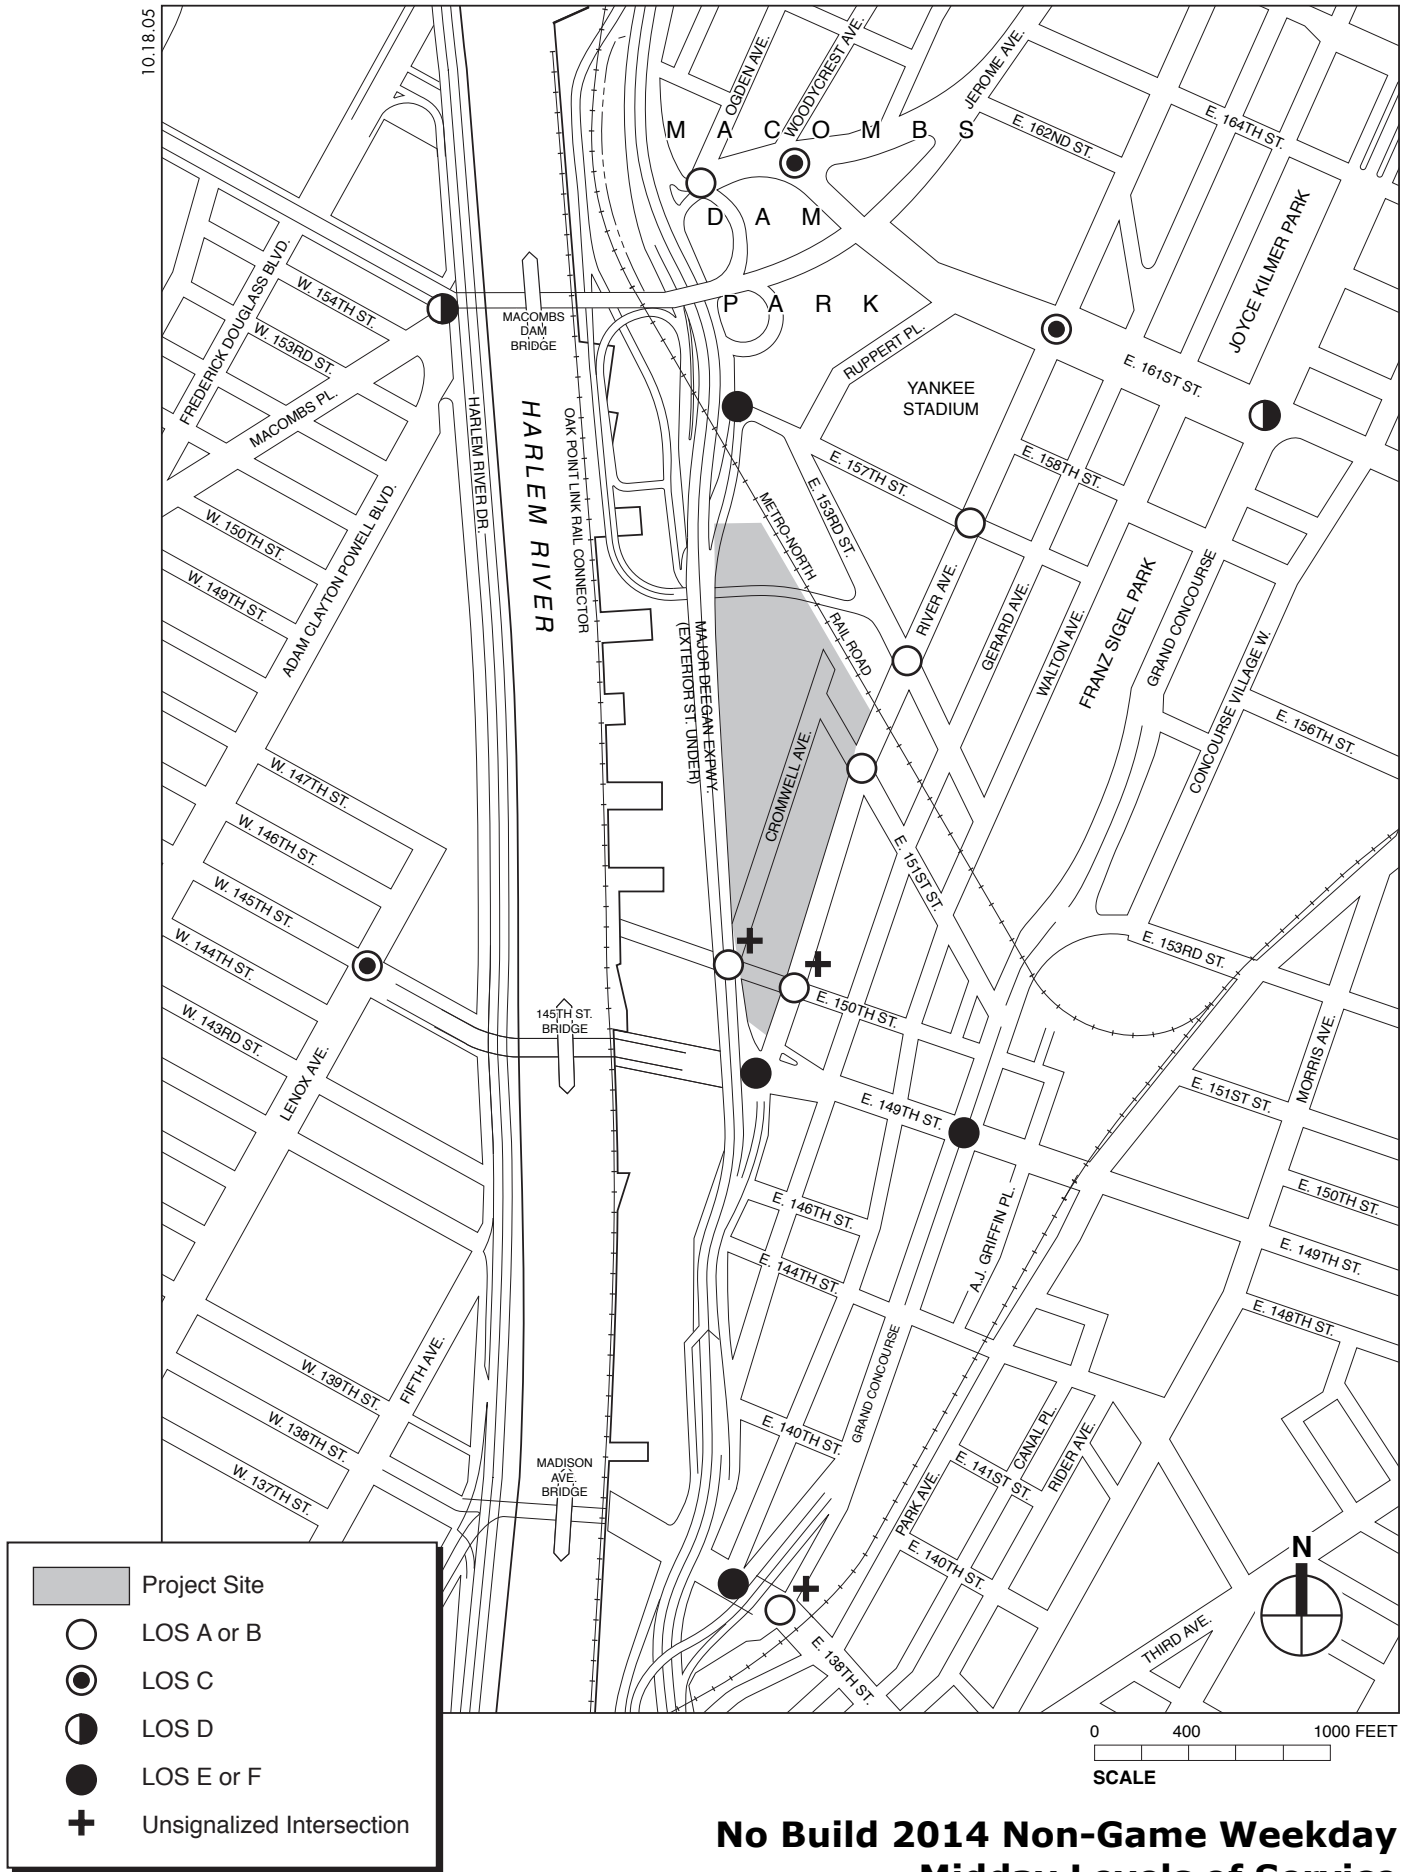 10.18.05
OGDEN AVE.
WOODYCREST AVE.
JEROME AVE.
M A C O M B S
D A M
P A R K
E. 162ND ST.
E. 164TH ST.
JOYCE KILMER PARK
FREDERICK DOUGLASS BLVD.
W. 154TH ST.
W. 153RD ST.
MACOMBS PL.
MACOMBS
DAM
BRIDGE
RUPPERT PL.
YANKEE
STADIUM
E. 161ST ST.
HARLEM RIVER DR.
HARLEM RIVER
OAK POINT LINK RAIL CONNECTOR
E. 157TH ST.
E. 158TH ST.
E. 153RD ST.
METRO-NORTH
RAIL ROAD
W. 150TH ST.
W. 149TH ST.
ADAM CLAYTON POWELL BLVD.
RIVER AVE.
GERARD AVE.
WALTON AVE.
FRANZ SIGEL PARK
GRAND CONCOURSE
CONCOURSE VILLAGE W.
E. 156TH ST.
MAJOR DEEGAN EXPWY.
(EXTERIOR ST. UNDER)
CROMWELL AVE.
W. 147TH ST.
W. 146TH ST.
W. 145TH ST.
W. 144TH ST.
W. 143RD ST.
E. 151ST ST.
E. 153RD ST.
145TH ST.
BRIDGE
E. 150TH ST.
LENOX AVE.
E. 149TH ST.
E. 151ST ST.
MORRIS AVE.
E. 146TH ST.
E. 144TH ST.
A.J. GRIFFIN PL.
E. 150TH ST.
E. 149TH ST.
E. 148TH ST.
W. 139TH ST.
FIFTH AVE.
W. 138TH ST.
W. 137TH ST.
GRAND CONCOURSE
E. 140TH ST.
CANAL PL.
RIDER AVE.
E. 141ST ST.
PARK AVE.
MADISON
AVE.
BRIDGE
E. 140TH ST.
E. 138TH ST.
THIRD AVE.
N
Project Site
LOS A or B
LOS C
LOS D
LOS E or F
Unsignalized Intersection
0 400 1000 FEET
SCALE
No Build 2014 Non-Game Weekday
Midday Levels of Service